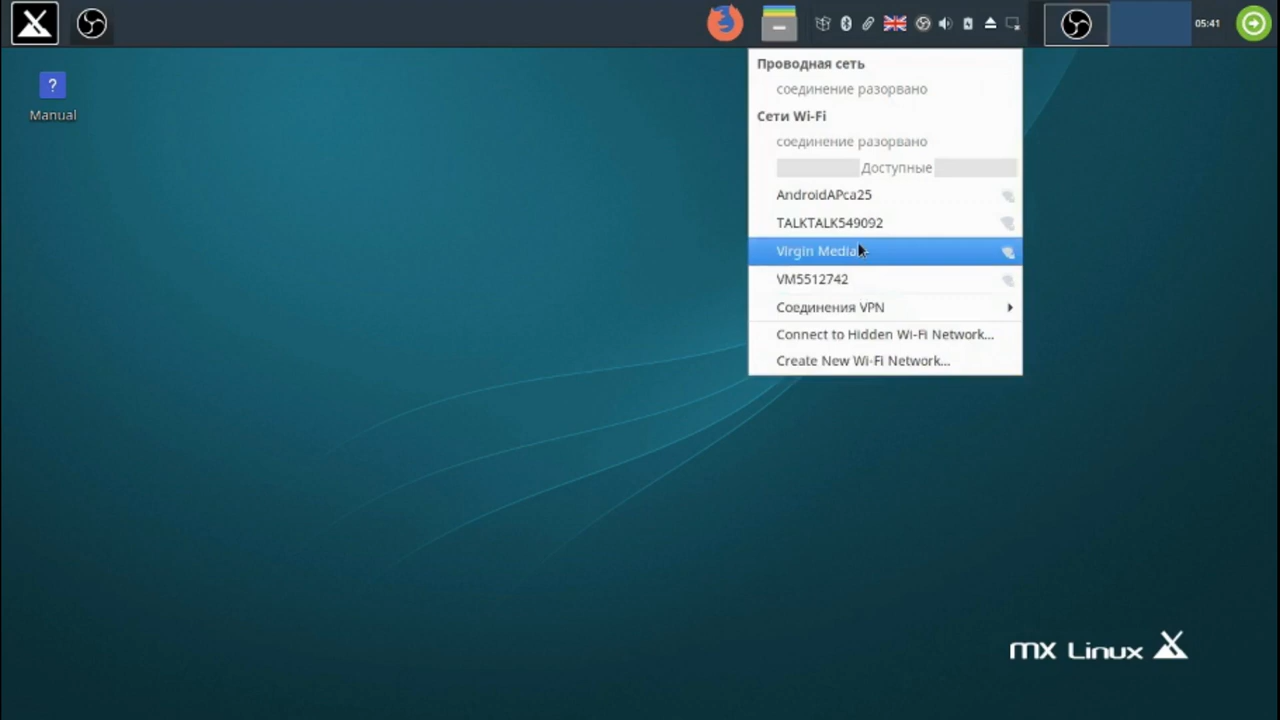 05:41
Manual
Проводная сеть
соединение разорвано
Сети Wi-Fi
соединение разорвано
Доступные
AndroidAPca25
TALKTALK549092
Virgin Media
VM5512742
Соединения VPN
Connect to Hidden Wi-Fi Network...
Create New Wi-Fi Network...
mx Linux